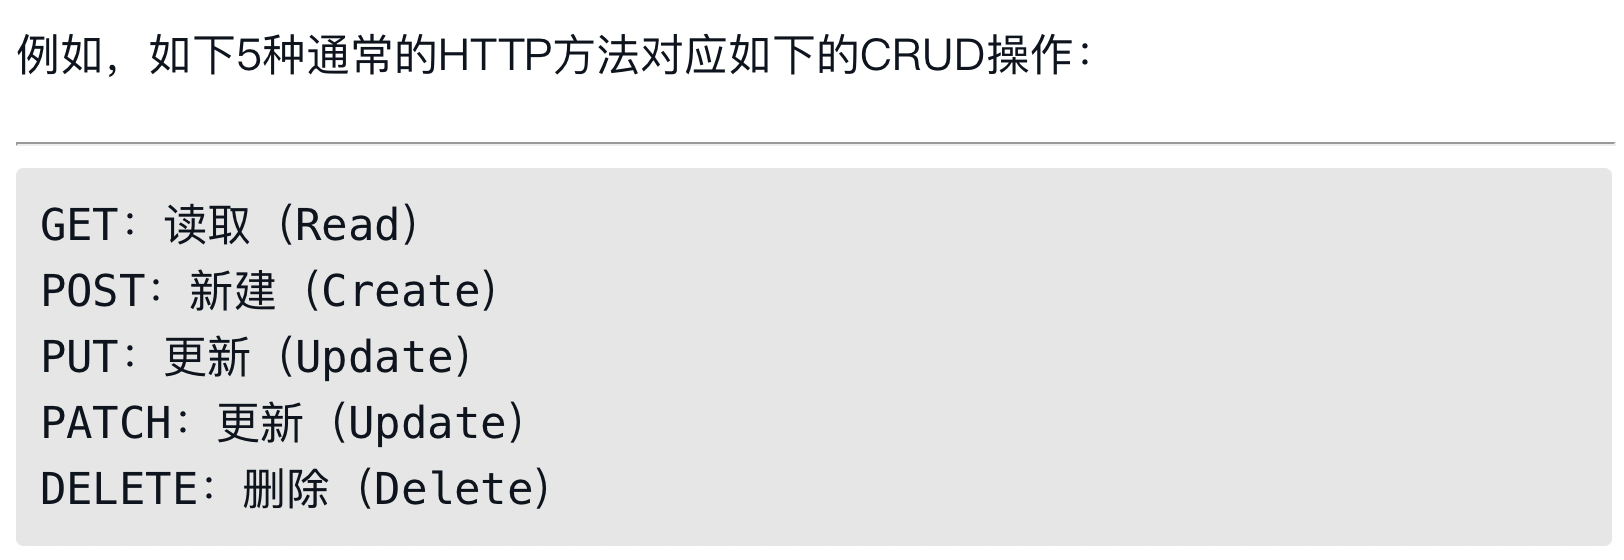 例如，如下5种通常的HTTP方法对应如下的CRUD操作：
GET：读取（Read）
POST：新建（Create）
PUT：更新（Update）
PATCH：更新（Update）
DELETE：删除（Delete）